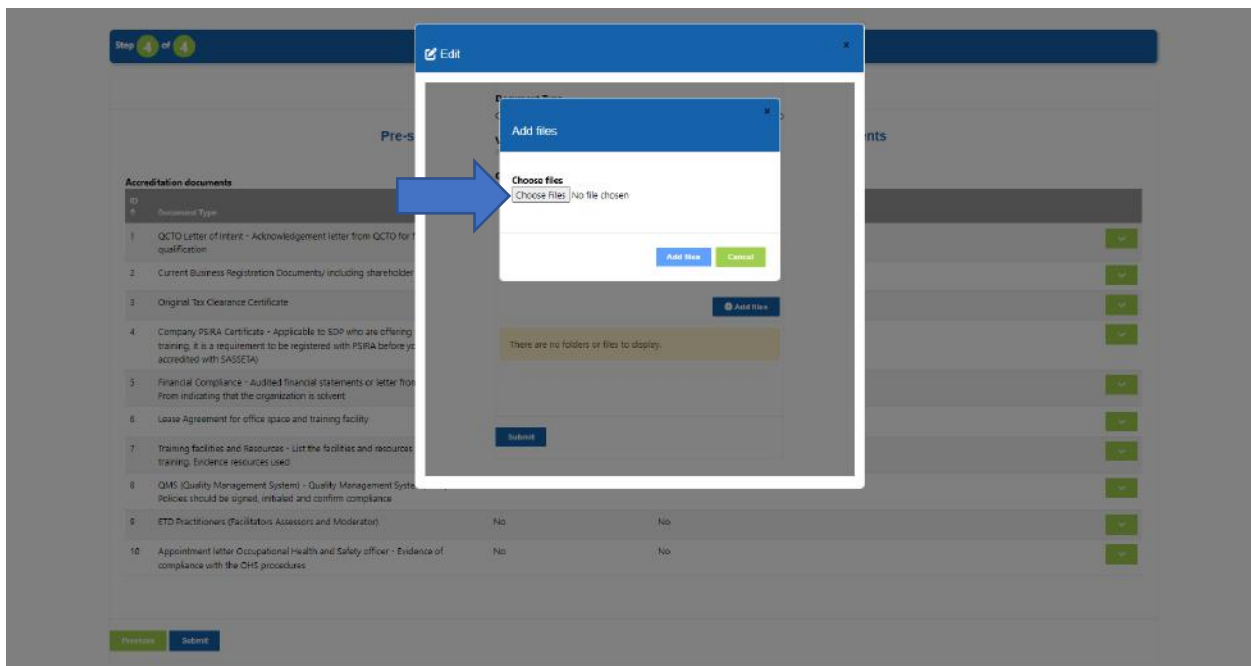 Step 4 of 4
Edit
x
Pre-s
nts
Add files
x
Choose files
Choose Files No file chosen
Add files Cancel
Add files
There are no folders or files to display.
Submit
Accreditation documents
ID
Document Type
1 QCTO Letter of Intent - Acknowledgement letter from QCTO for
qualification
2 Current Business Registration Documents/ including shareholder
3 Original Tax Clearance Certificate
4 Company PSIRA Certificate - Applicable to SDP who are offering
training, it is a requirement to be registered with PSIRA before
accredited with SASSETA)
5 Financial Compliance - Audited financial statements or letter from
From indicating that the organization is solvent
6 Lease Agreement for office space and training facility
7 Training facilities and Resources - List the facilities and resources
training. Evidence resources used
8 QMS (Quality Management System) - Quality Management Syste
Policies should be signed, initialed and confirm compliance
9 ETD Practitioners (Facilitators Assessors and Moderator) No No
10 Appointment letter Occupational Health and Safety officer - Evidence of No No
compliance with the OHS procedures
Previous Submit